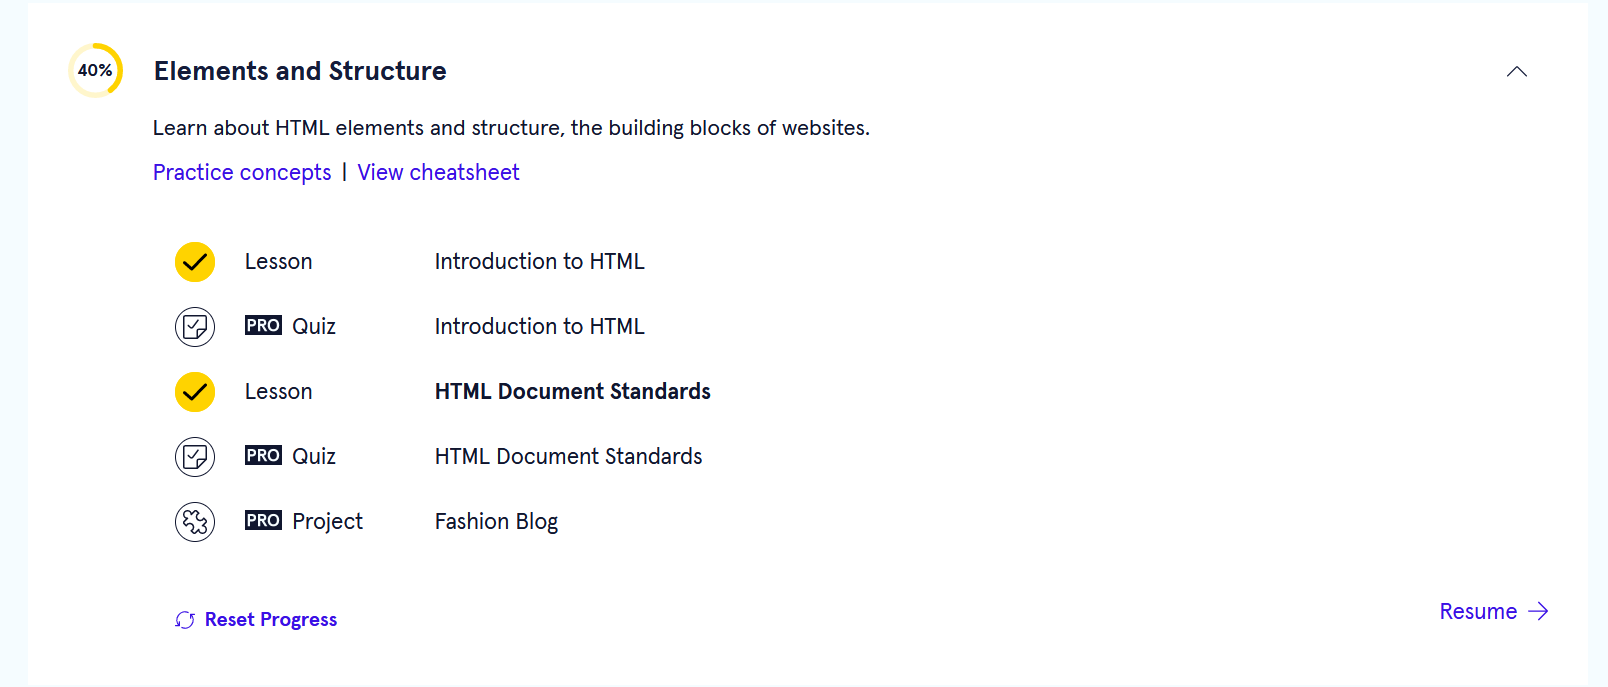 40% Elements and Structure
Learn about HTML elements and structure, the building blocks of websites.
Practice concepts | View cheatsheet
Lesson Introduction to HTML
PRO Quiz Introduction to HTML
Lesson HTML Document Standards
PRO Quiz HTML Document Standards
PRO Project Fashion Blog
Reset Progress
Resume